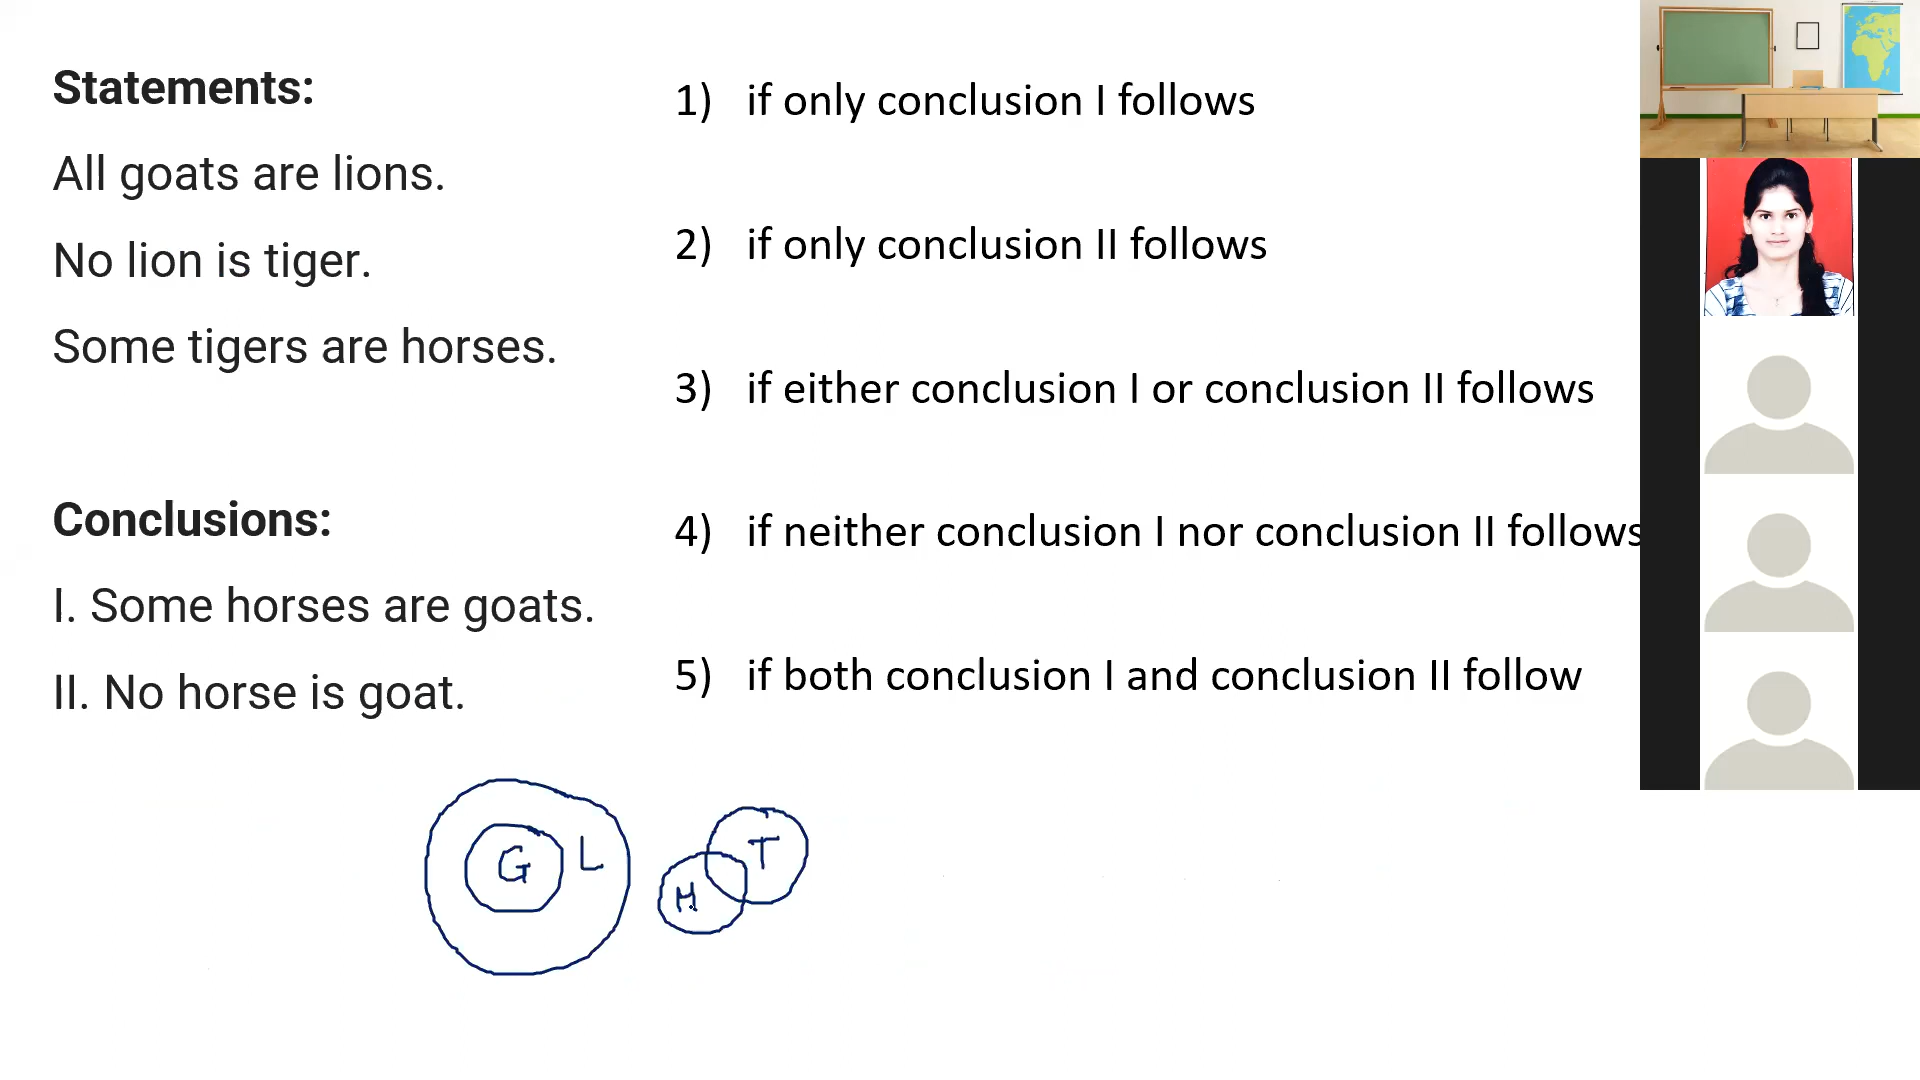 Statements:
All goats are lions.
No lion is tiger.
Some tigers are horses.
Conclusions:
I. Some horses are goats.
II. No horse is goat.
1) if only conclusion I follows
2) if only conclusion II follows
3) if either conclusion I or conclusion II follows
4) if neither conclusion I nor conclusion II follows
5) if both conclusion I and conclusion II follow
G L
H T